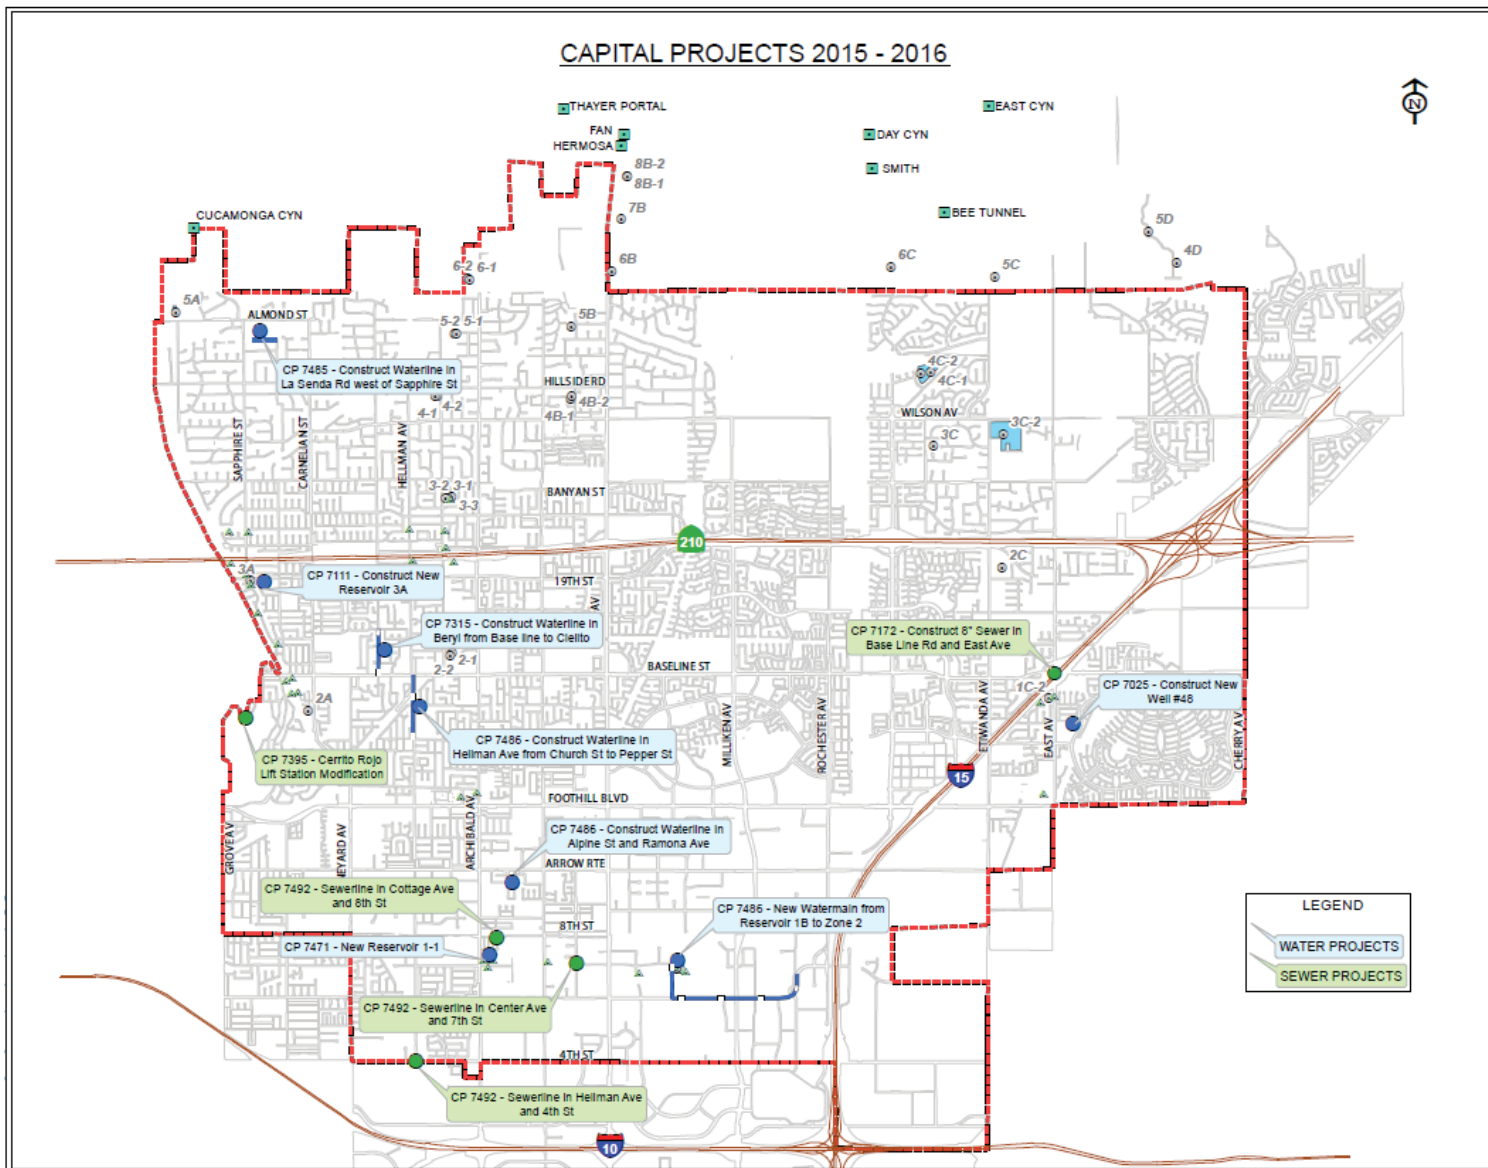 CAPITAL PROJECTS 2015 - 2016
N
THAYER PORTAL
EAST CYN
FAN
HERMOSA
DAY CYN
SMITH
8B-2
8B-1
CUCAMONGA CYN
7B
BEE TUNNEL
5D
4D
6-2
6-1
6B
6C
5C
5A
ALMOND ST
5-2
5-1
5B
CP 7485 - Construct Waterline in
La Senda Rd west of Sapphire St
HILLSIDE RD
4C-2
4C-1
4-1
4-2
4B-2
4B-1
WILSON AV
3C-2
3C
SAPPHIRE ST
CARNELIAN ST
HELLMAN AV
3-2
3-1
3-3
BANYAN ST
210
2C
3A
CP 7111 - Construct New
Reservoir 3A
19TH ST
AV
CP 7315 - Construct Waterline in
Beryl from Base line to Cielito
CP 7172 - Construct 8" Sewer in
Base Line Rd and East Ave
2-1
2-2
BASELINE ST
2A
1C-2
CP 7025 - Construct New
Well #48
CP 7486 - Construct Waterline in
Hellman Ave from Church St to Pepper St
MILLIKEN AV
ROCHESTER AV
ETIWANDA AV
EAST AV
CHERRY AV
CP 7395 - Cerrito Rojo
Lift Station Modification
15
FOOTHILL BLVD
GROVE AV
EYARD AV
ARCHIBALD AV
CP 7486 - Construct Waterline in
Alpine St and Ramona Ave
ARROW RTE
CP 7492 - Sewerline in Cottage Ave
and 8th St
CP 7486 - New Watermain from
Reservoir 1B to Zone 2
8TH ST
CP 7471 - New Reservoir 1-1
CP 7492 - Sewerline in Center Ave
and 7th St
4TH ST
CP 7492 - Sewerline in Hellman Ave
and 4th St
10
LEGEND
WATER PROJECTS
SEWER PROJECTS